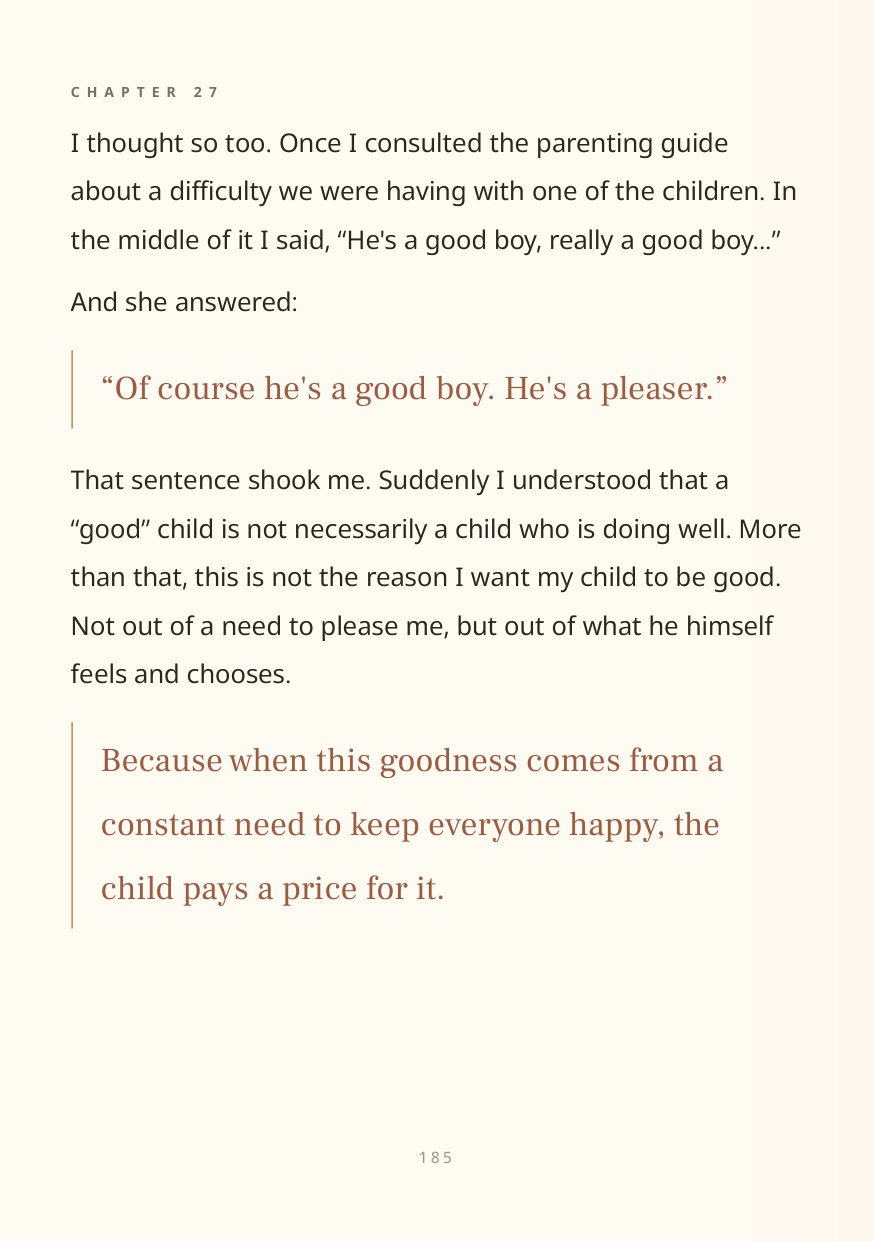 CHAPTER 27
I thought so too. Once I consulted the parenting guide
about a difficulty we were having with one of the children. In
the middle of it I said, “He's a good boy, really a good boy...”
And she answered:
“Of course he's a good boy. He's a pleaser.”
That sentence shook me. Suddenly I understood that a
“good” child is not necessarily a child who is doing well. More
than that, this is not the reason I want my child to be good.
Not out of a need to please me, but out of what he himself
feels and chooses.
Because when this goodness comes from a
constant need to keep everyone happy, the
child pays a price for it.
185